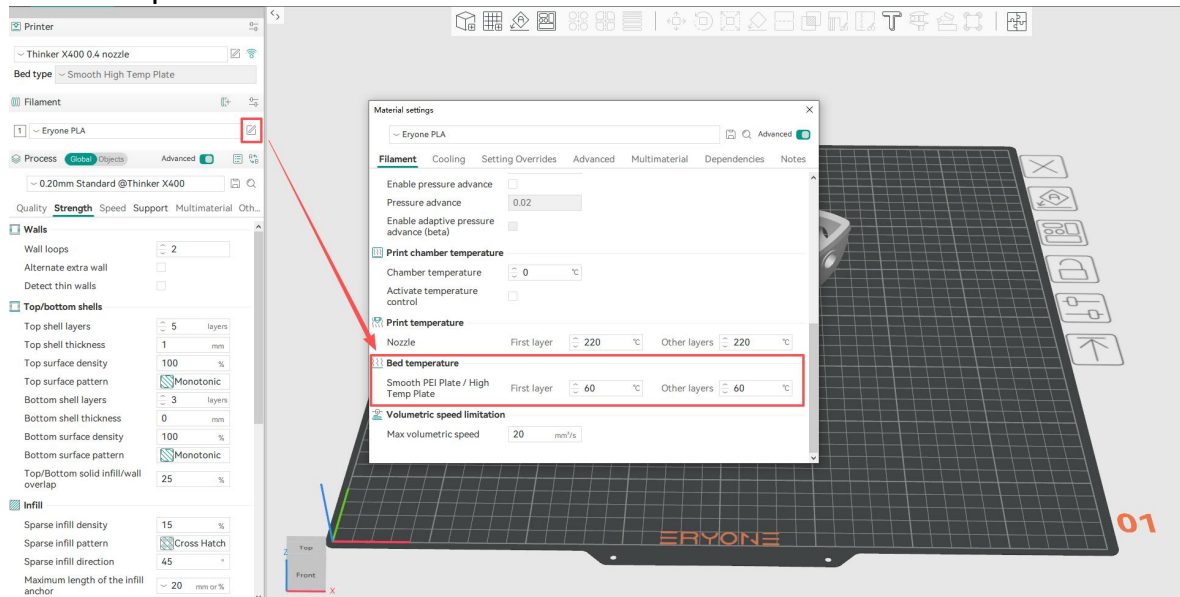 Printer
Thinker X400 0.4 nozzle
Bed type Smooth High Temp Plate
Filament
1 Eryone PLA
Process Global Objects Advanced
0.20mm Standard @Thinker X400
Quality Strength Speed Support Multimaterial Oth...
Walls
Wall loops 2
Alternate extra wall
Detect thin walls
Top/bottom shells
Top shell layers 5 layers
Top shell thickness 1 mm
Top surface density 100 %
Top surface pattern Monotonic
Bottom shell layers 3 layers
Bottom shell thickness 0 mm
Bottom surface density 100 %
Bottom surface pattern Monotonic
Top/Bottom solid infill/wall
overlap 25 %
Infill
Sparse infill density 15 %
Sparse infill pattern Cross Hatch
Sparse infill direction 45 °
Maximum length of the infill
anchor 20 mm or %
Material settings
Eryone PLA Advanced
Filament Cooling Setting Overrides Advanced Multimaterial Dependencies Notes
Enable pressure advance
Pressure advance 0.02
Enable adaptive pressure
advance (beta)
Print chamber temperature
Chamber temperature 0 °C
Activate temperature
control
Print temperature
Nozzle First layer 220 °C Other layers 220 °C
Bed temperature
Smooth PEI Plate / High
Temp Plate First layer 60 °C Other layers 60 °C
Volumetric speed limitation
Max volumetric speed 20 mm³/s
ERYONE
01
Top
Front
Z
X